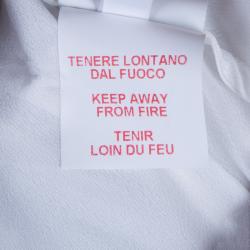 TENERE LONTANO
DAL FUOCO
KEEP AWAY
FROM FIRE
TENIR
LOIN DU FEU